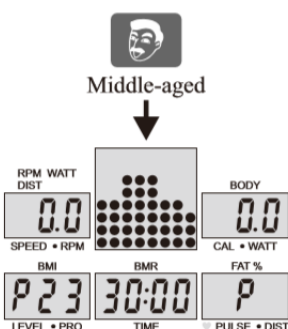 Middle-aged
RPM WATT
DIST
BODY
0.0
0.0
SPEED • RPM
CAL • WATT
BMI
BMR
FAT %
P23
30:00
P
LEVEL • PRO
TIME
♥ PULSE • DIST